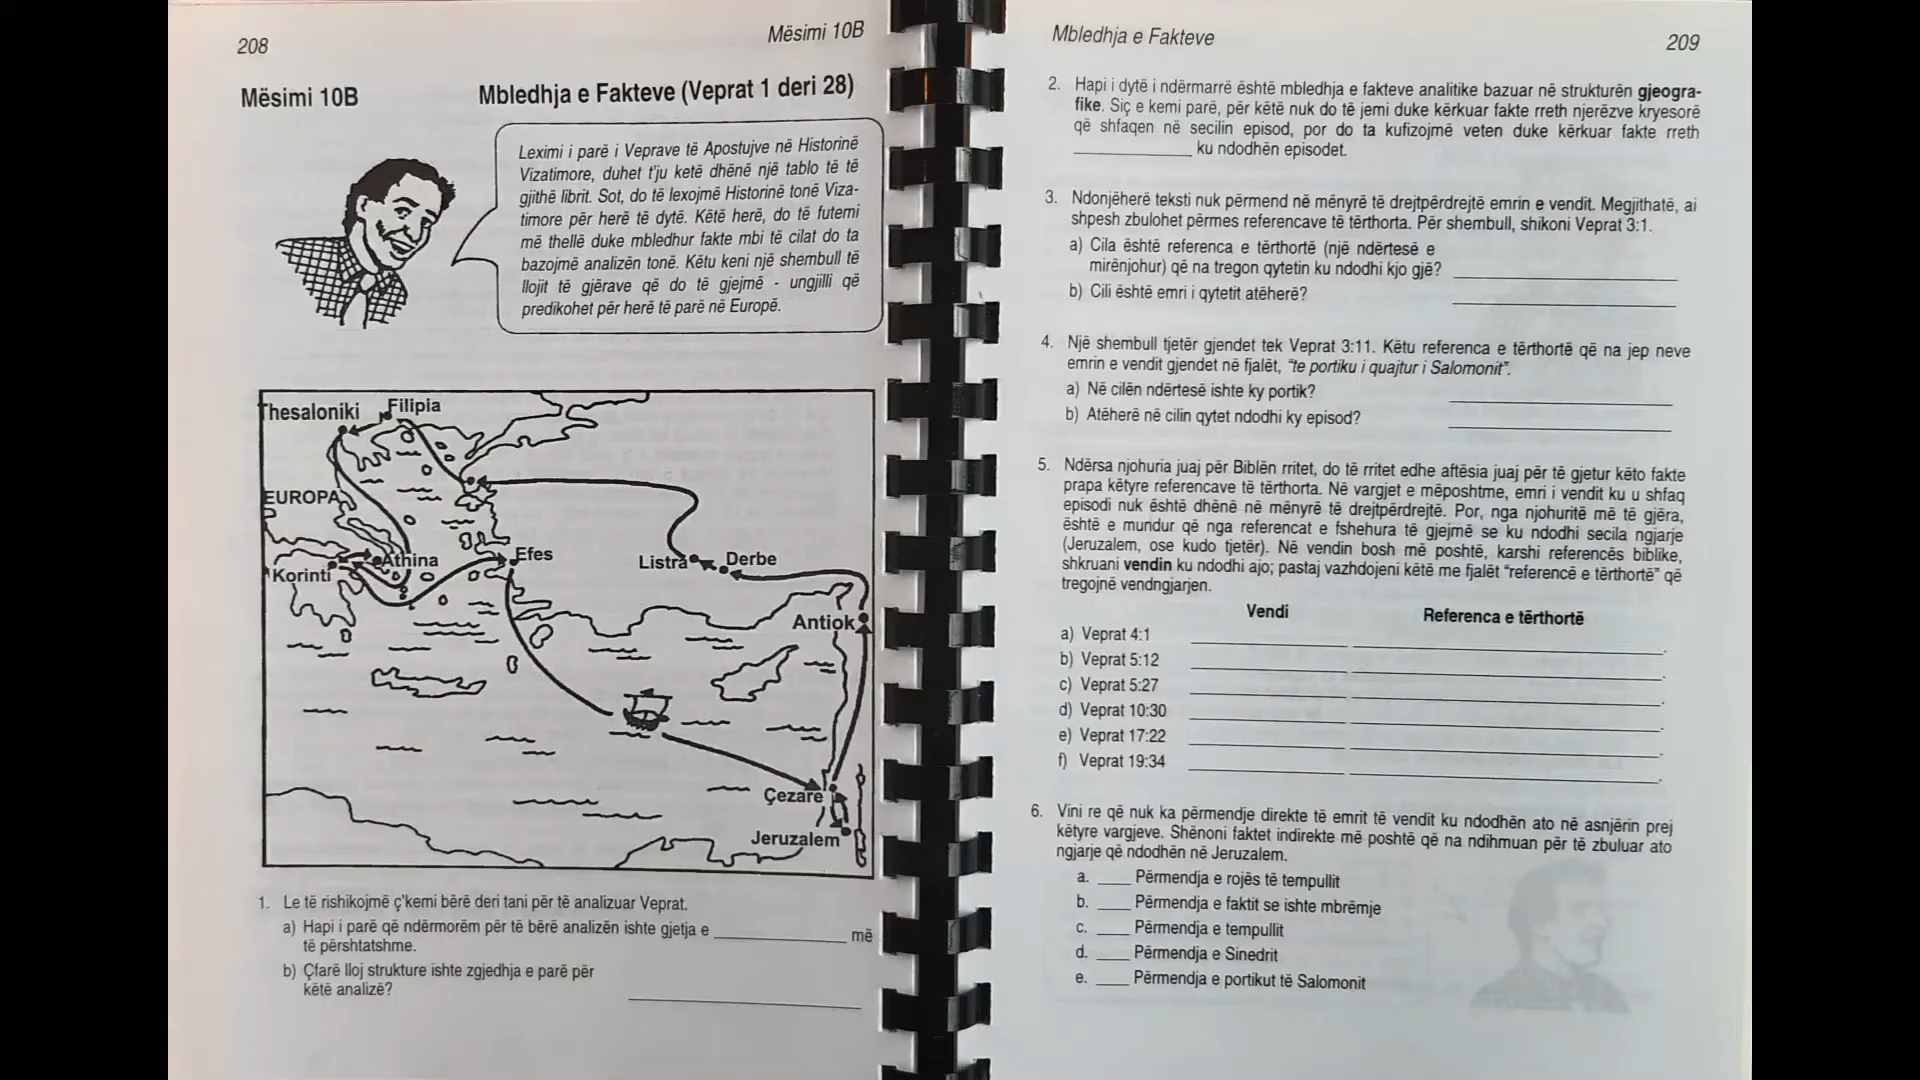 208
Mësimi 10B
Mësimi 10B
Mbledhja e Fakteve (Veprat 1 deri 28)
Leximi i parë i Veprave të Apostujve në Historinë
Vizatimore, duhet t'ju ketë dhënë një tablo të të
gjithë librit. Sot, do të lexojmë Historinë tonë Viza-
timore për herë të dytë. Këtë herë, do të futemi
më thellë duke mbledhur fakte mbi të cilat do ta
bazojmë analizën tonë. Këtu keni një shembull të
llojit të gjërave që do të gjejmë - ungjilli që
predikohet për herë të parë në Europë.
Thesaloniki
Filipia
EUROPA
Athina
Korinti
Efes
Listra
Derbe
Antiok
Çezare
Jeruzalem
1. Le të rishikojmë ç'kemi bërë deri tani për të analizuar Veprat.
a) Hapi i parë që ndërmorëm për të bërë analizën ishte gjetja e ______________ më
të përshtatshme.
b) Çfarë lloj strukture ishte zgjedhja e parë për
këtë analizë? ______________
Mbledhja e Fakteve
209
2. Hapi i dytë i ndërmarrë është mbledhja e fakteve analitike bazuar në strukturën gjeogra-
fike. Siç e kemi parë, për këtë nuk do të jemi duke kërkuar fakte rreth njerëzve kryesorë
që shfaqen në secilin episod, por do ta kufizojmë veten duke kërkuar fakte rreth
______________ ku ndodhën episodet.
3. Ndonjëherë teksti nuk përmend në mënyrë të drejtpërdrejtë emrin e vendit. Megjithatë, ai
shpesh zbulohet përmes referencave të tërthorta. Për shembull, shikoni Veprat 3:1.
a) Cila është referenca e tërthortë (një ndërtesë e
mirënjohur) që na tregon qytetin ku ndodhi kjo gjë? ______________
b) Cili është emri i qytetit atëherë? ______________
4. Një shembull tjetër gjendet tek Veprat 3:11. Këtu referenca e tërthortë që na jep neve
emrin e vendit gjendet në fjalët, "te portiku i quajtur i Salomonit".
a) Në cilën ndërtesë ishte ky portik? ______________
b) Atëherë në cilin qytet ndodhi ky episod? ______________
5. Ndërsa njohuria juaj për Biblën rritet, do të rritet edhe aftësia juaj për të gjetur këto fakte
prapa këtyre referencave të tërthorta. Në vargjet e mëposhtme, emri i vendit ku u shfaq
episodi nuk është dhënë në mënyrë të drejtpërdrejtë. Por, nga njohuritë më të gjëra,
është e mundur që nga referencat e fshehura të gjejmë se ku ndodhi secila ngjarje
(Jeruzalem, ose kudo tjetër). Në vendin bosh më poshtë, karshi referencës biblike,
shkruani vendin ku ndodhi ajo; pastaj vazhdojeni këtë me fjalët "referencë e tërthortë" që
tregojnë vendngjarjen.
Vendi Referenca e tërthortë
a) Veprat 4:1 ______________ ______________.
b) Veprat 5:12 ______________ ______________.
c) Veprat 5:27 ______________ ______________.
d) Veprat 10:30 ______________ ______________.
e) Veprat 17:22 ______________ ______________.
f) Veprat 19:34 ______________ ______________.
6. Vini re që nuk ka përmendje direkte të emrit të vendit ku ndodhën ato në asnjërin prej
këtyre vargjeve. Shënoni faktet indirekte më poshtë që na ndihmuan për të zbuluar ato
ngjarje që ndodhën në Jeruzalem.
a. ____ Përmendja e rojës të tempullit
b. ____ Përmendja e faktit se ishte mbrëmje
c. ____ Përmendja e tempullit
d. ____ Përmendja e Sinedrit
e. ____ Përmendja e portikut të Salomonit